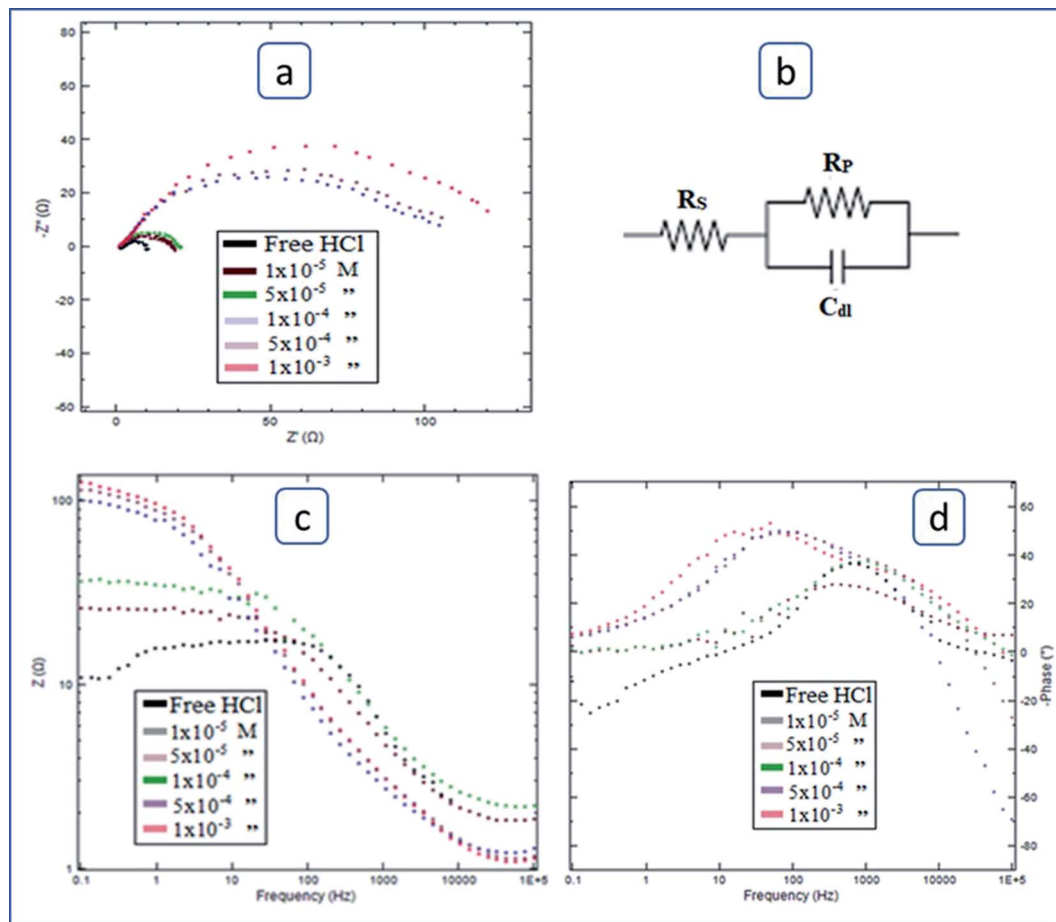 a
80
60
40
20
0
-20
-40
-60
-Z" (Ω)
0
50
100
Z' (Ω)
Free HCl
1x10⁻⁵ M
5x10⁻⁵ ”
1x10⁻⁴ ”
5x10⁻⁴ ”
1x10⁻³ ”
b
R_S
R_P
C_dl
c
100
10
1
Z (Ω)
0.1
1
10
100
1000
10000
1E+5
Frequency (Hz)
Free HCl
1x10⁻⁵ M
5x10⁻⁵ ”
1x10⁻⁴ ”
5x10⁻⁴ ”
1x10⁻³ ”
d
60
40
20
0
-20
-40
-60
-80
-Phase (°)
0.1
1
10
100
1000
10000
1E+5
Frequency (Hz)
Free HCl
1x10⁻⁵ M
5x10⁻⁵ ”
1x10⁻⁴ ”
5x10⁻⁴ ”
1x10⁻³ ”